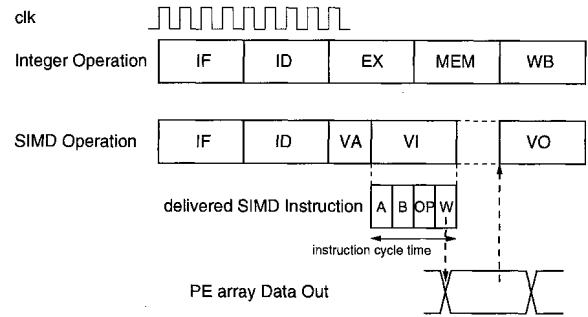 clk
Integer Operation IF ID EX MEM WB
SIMD Operation IF ID VA VI VO
delivered SIMD Instruction A B OP W
instruction cycle time
PE array Data Out